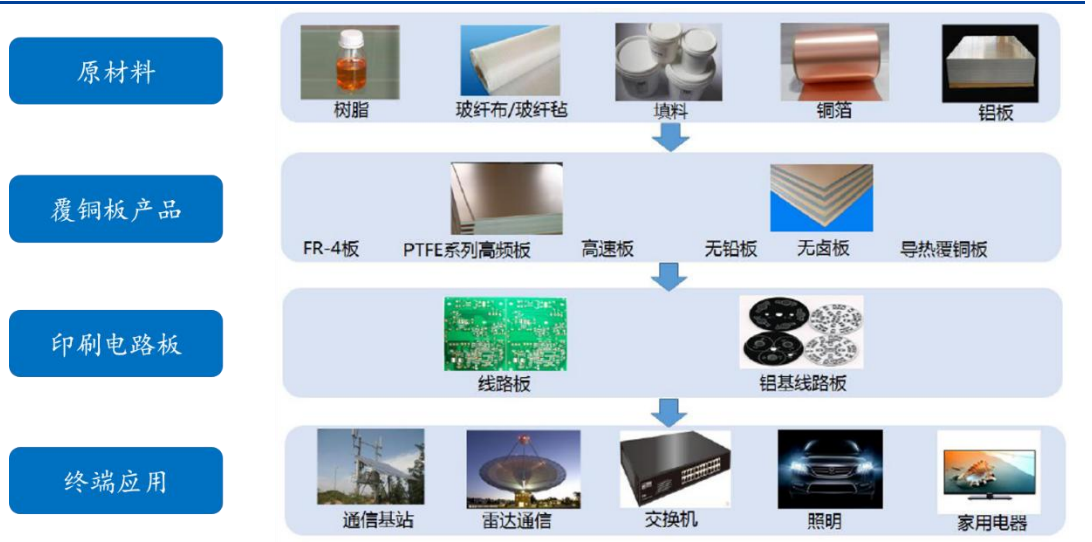 原材料
树脂
玻纤布/玻纤毡
填料
铜箔
铝板
覆铜板产品
FR-4板
PTFE系列高频板
高速板
无铅板
无卤板
导热覆铜板
印刷电路板
线路板
铝基线路板
终端应用
通信基站
雷达通信
交换机
照明
家用电器